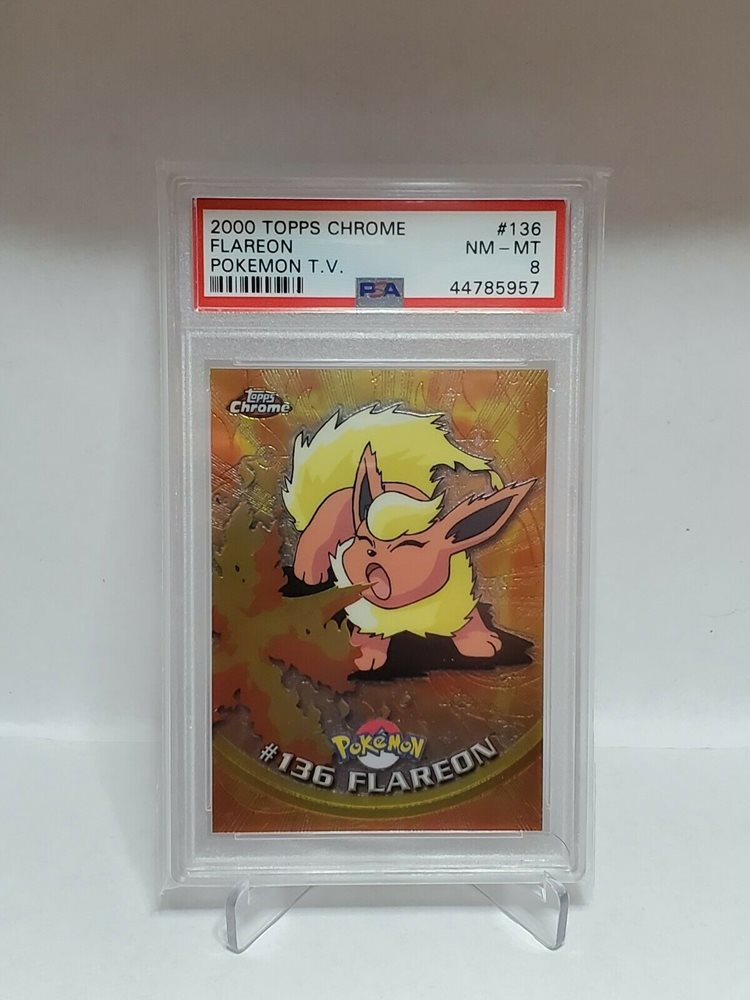 2000 TOPPS CHROME #136
FLAREON NM-MT
POKEMON T.V. 8
PSA 44785957
Topps
Chrome
POKéMON
#136 FLAREON